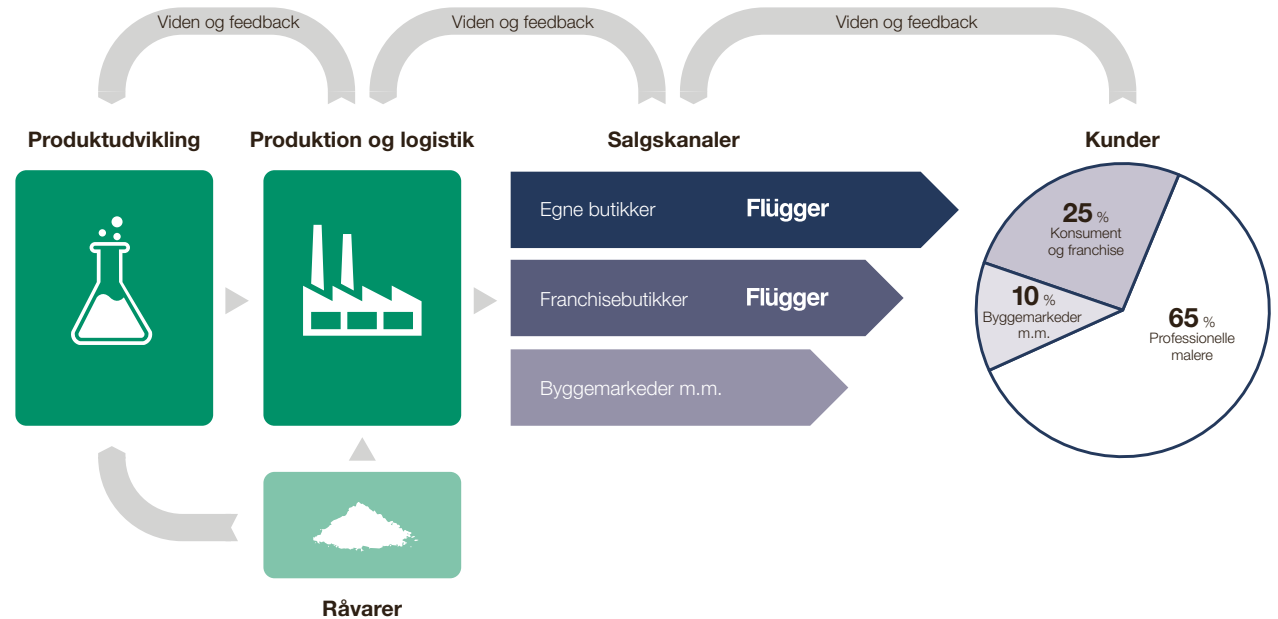 Viden og feedback
Viden og feedback
Viden og feedback
Produktudvikling
Produktion og logistik
Salgskanaler
Kunder
Egne butikker Flügger
Franchisebutikker Flügger
Byggemarkeder m.m.
25 %
Konsument
og franchise
10 %
Byggemarkeder
m.m.
65 %
Professionelle
malere
Råvarer